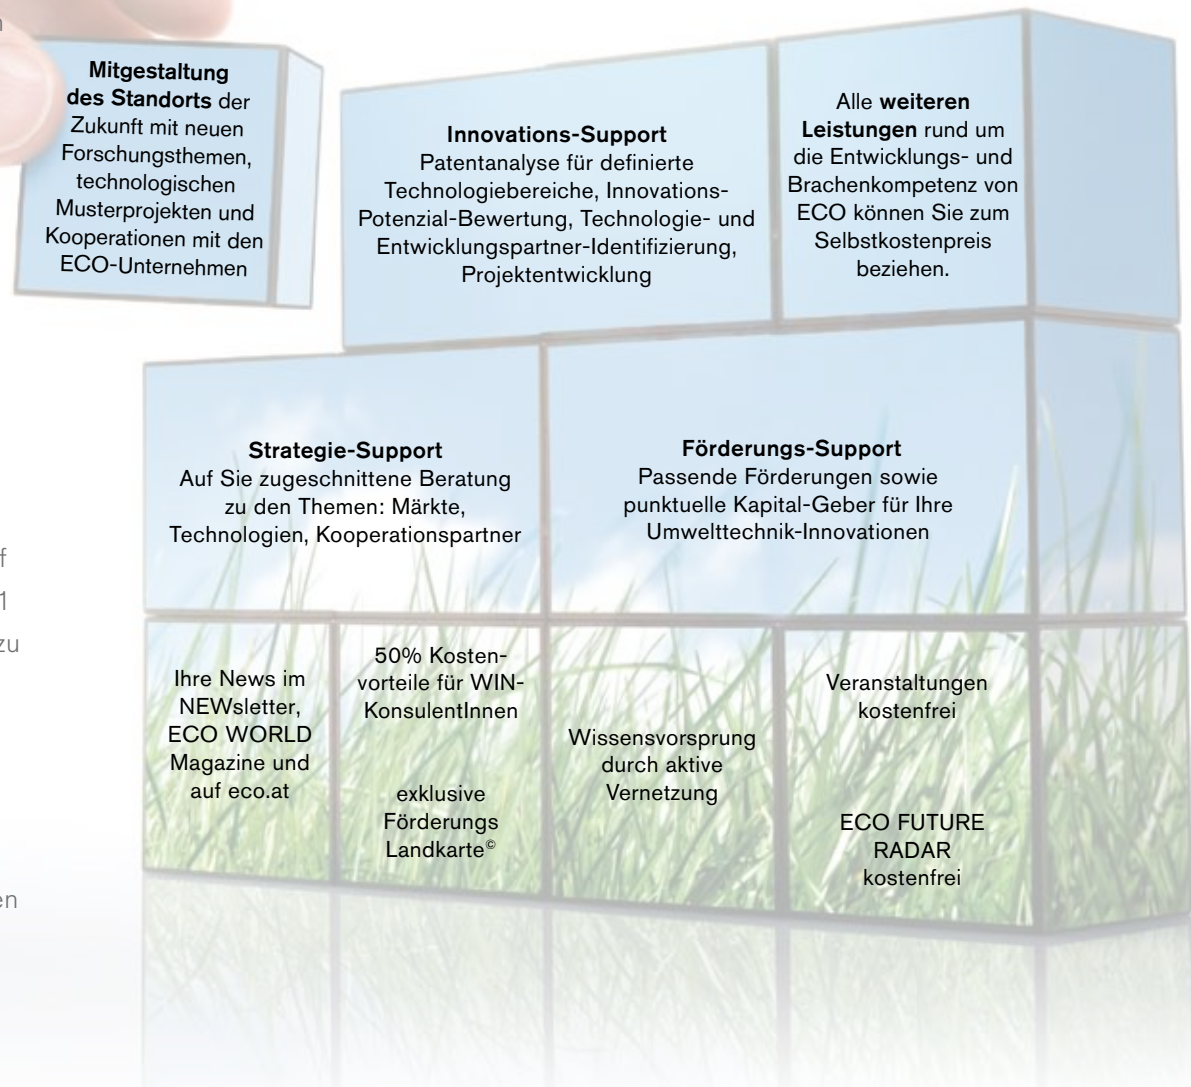 Mitgestaltung
des Standorts der
Zukunft mit neuen
Forschungsthemen,
technologischen
Musterprojekten und
Kooperationen mit den
ECO-Unternehmen
Innovations-Support
Patentanalyse für definierte
Technologiebereiche, Innovations-
Potenzial-Bewertung, Technologie- und
Entwicklungspartner-Identifizierung,
Projektentwicklung
Alle weiteren
Leistungen rund um
die Entwicklungs- und
Brachenkompetenz von
ECO können Sie zum
Selbstkostenpreis
beziehen.
Strategie-Support
Auf Sie zugeschnittene Beratung
zu den Themen: Märkte,
Technologien, Kooperationspartner
Förderungs-Support
Passende Förderungen sowie
punktuelle Kapital-Geber für Ihre
Umwelttechnik-Innovationen
zu
Ihre News im
NEWsletter,
ECO WORLD
Magazine und
auf eco.at
50% Kosten-
vorteile für WIN-
KonsulentInnen
exklusive
Förderungs
Landkarte©
Wissensvorsprung
durch aktive
Vernetzung
Veranstaltungen
kostenfrei
ECO FUTURE
RADAR
kostenfrei